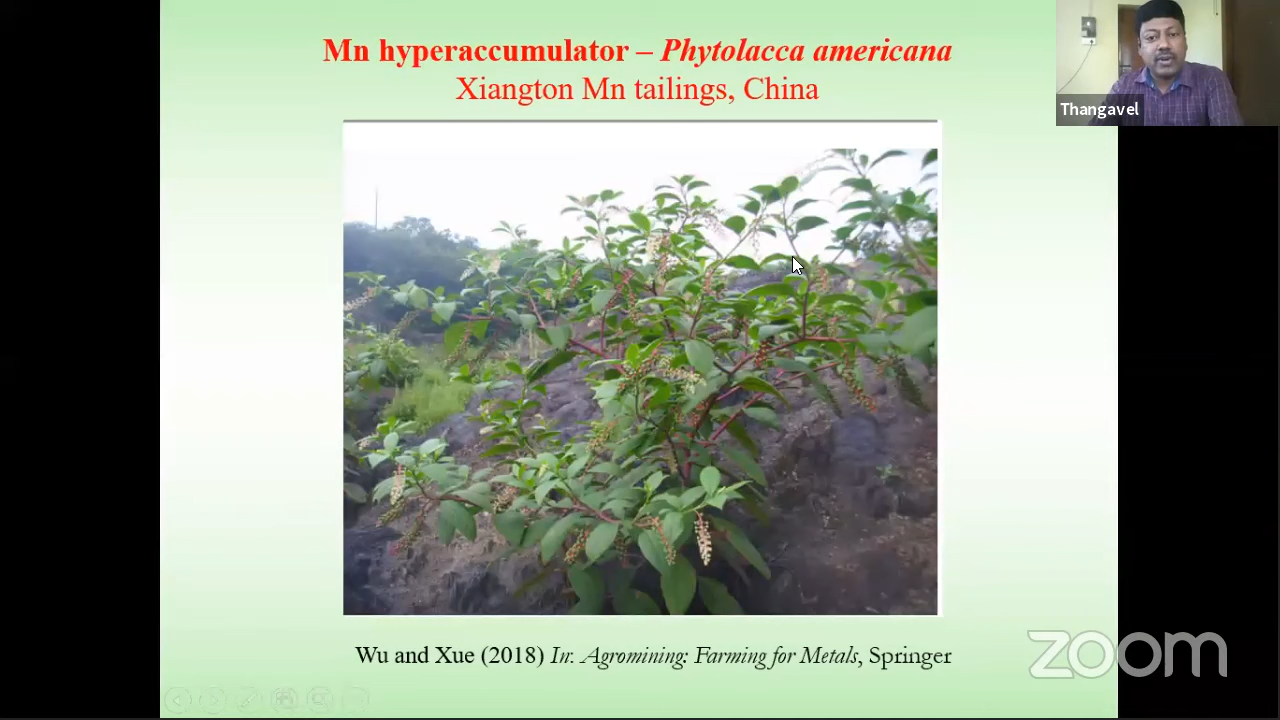 Mn hyperaccumulator – Phytolacca americana
Xiangton Mn tailings, China
Thangavel
Wu and Xue (2018) In: Agromining: Farming for Metals, Springer
zoom